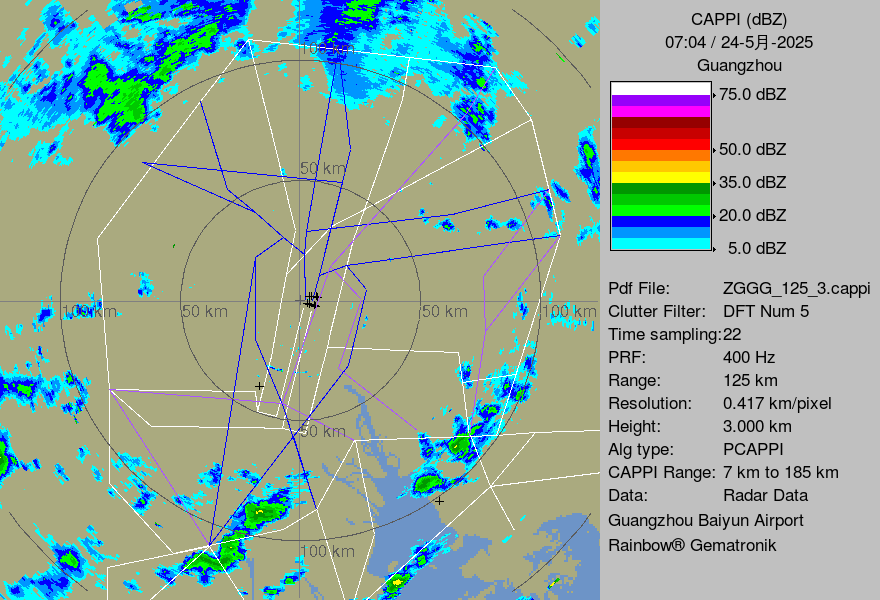 100 km
50 km
100 km
50 km
50 km
100 km
50 km
100 km
CAPPI (dBZ)
07:04 / 24-5月-2025
Guangzhou
75.0 dBZ
50.0 dBZ
35.0 dBZ
20.0 dBZ
5.0 dBZ
Pdf File: ZGGG_125_3.cappi
Clutter Filter: DFT Num 5
Time sampling:22
PRF: 400 Hz
Range: 125 km
Resolution: 0.417 km/pixel
Height: 3.000 km
Alg type: PCAPPI
CAPPI Range: 7 km to 185 km
Data: Radar Data
Guangzhou Baiyun Airport
Rainbow® Gematronik